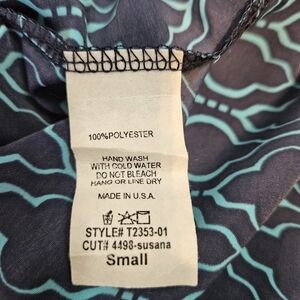 100%POLYESTER
HAND WASH
WITH COLD WATER
DO NOT BLEACH
HANG OR LINE DRY
MADE IN U.S.A.
STYLE# T2353-01
CUT# 4498-susana
Small